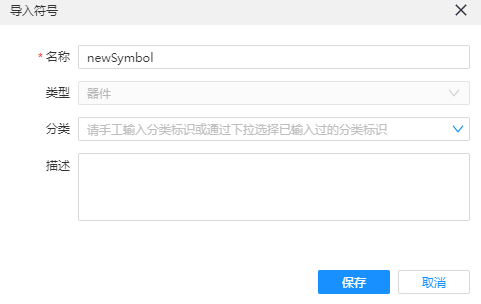 导入符号
* 名称 newSymbol
类型 器件
分类 请手工输入分类标识或通过下拉选择已输入过的分类标识
描述
保存 取消